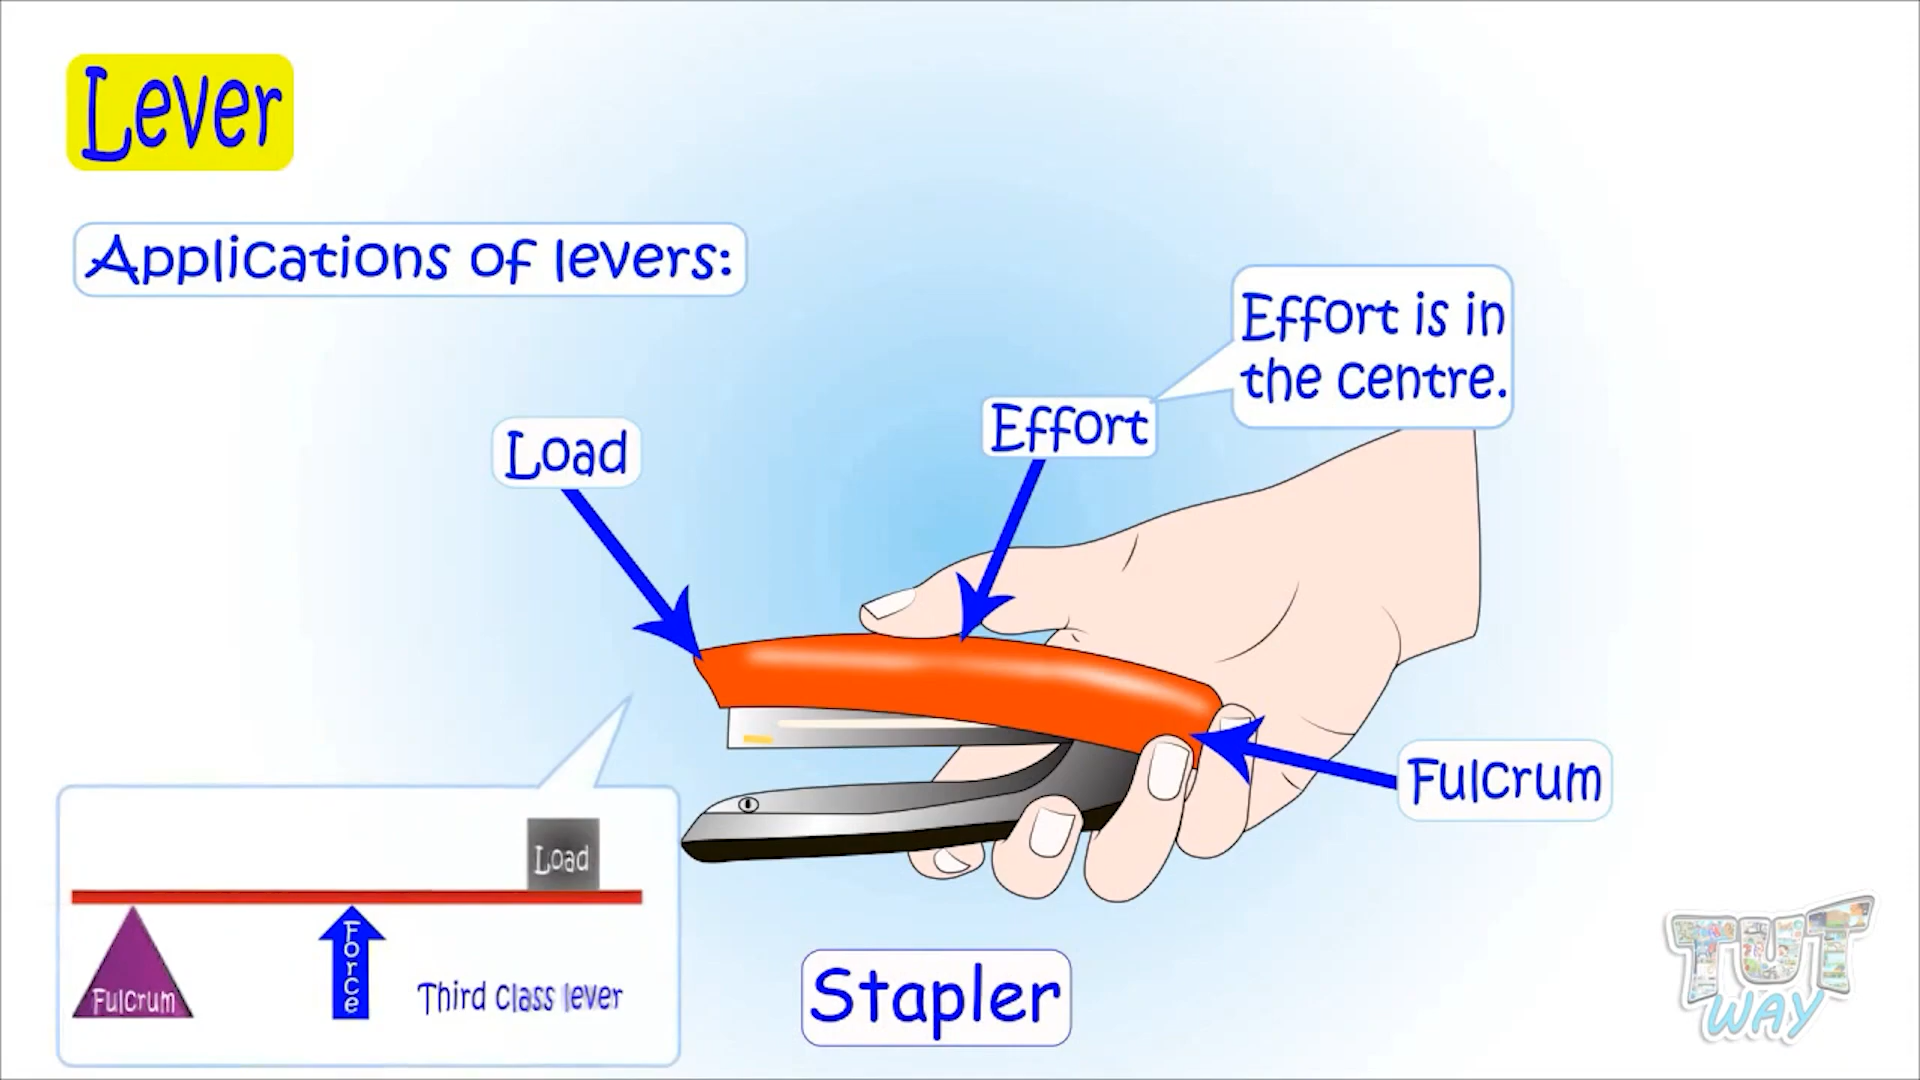 Lever
Applications of levers:
Effort is in
the centre.
Effort
Load
Fulcrum
Load
Fulcrum
Force
Third class lever
Stapler
TUT
WAY